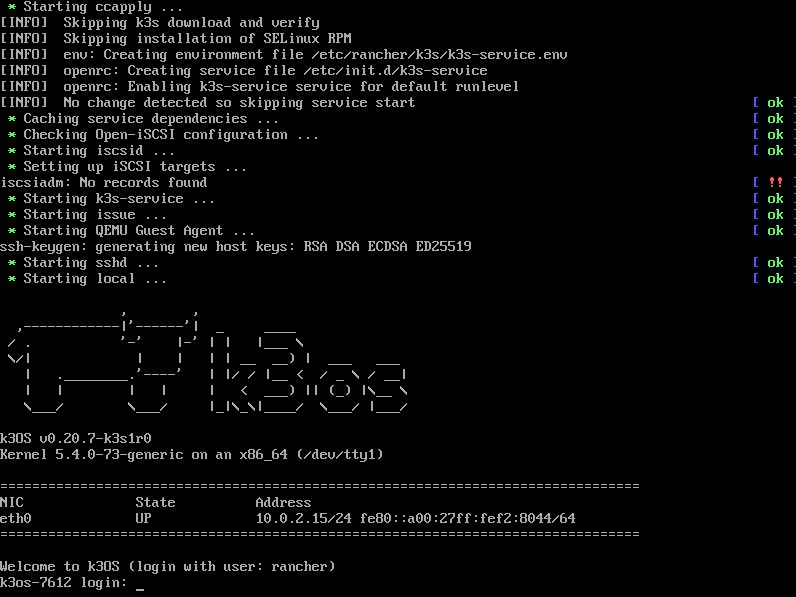 * Starting ccapply ...
[INFO]  Skipping k3s download and verify
[INFO]  Skipping installation of SELinux RPM
[INFO]  env: Creating environment file /etc/rancher/k3s/k3s-service.env
[INFO]  openrc: Creating service file /etc/init.d/k3s-service
[INFO]  openrc: Enabling k3s-service service for default runlevel
[INFO]  No change detected so skipping service start [ ok ]
* Caching service dependencies ... [ ok ]
* Checking Open-iSCSI configuration ... [ ok ]
* Starting iscsid ... [ ok ]
* Setting up iSCSI targets ...
iscsiadm: No records found [ !! ]
* Starting k3s-service ... [ ok ]
* Starting issue ... [ ok ]
* Starting QEMU Guest Agent ... [ ok ]
ssh-keygen: generating new host keys: RSA DSA ECDSA ED25519
* Starting sshd ... [ ok ]
* Starting local ... [ ok ]
k3os
k3OS v0.20.7-k3s1r0
Kernel 5.4.0-73-generic on an x86_64 (/dev/tty1)
================================================================================
NIC State Address
eth0 UP 10.0.2.15/24 fe80::a00:27ff:fef2:8044/64
================================================================================
Welcome to k3OS (login with user: rancher)
k3os-7612 login: _